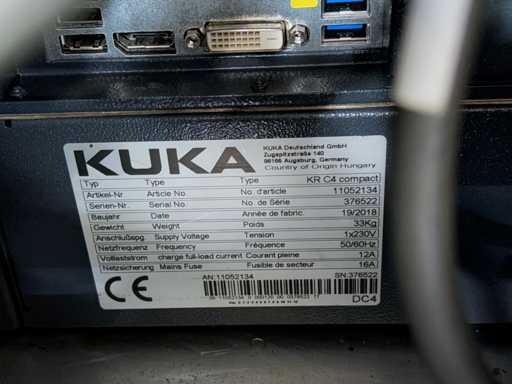 KUKA
KUKA Deutschland GmbH
Zugspitzstraße 140
86165 Augsburg, Germany
Country of Origin Hungary
Typ Type Type KR C4 compact
Artikel-Nr. Article No. No. d'article 11052134
Serien-Nr. Serial No. No. de Série 376522
Baujahr Date Année de fabric. 19/2018
Gewicht Weight Poids 33Kg
Anschlußspg. Supply Voltage Tension 1x230V
Netzfrequenz Frequency Fréquence 50/60Hz
Vollaststrom charge full-load current Courant pleine 12A
Netzsicherung Mains Fuse Fusible de secteur 16A
AN:11052134 SN:376522
CE
DC4